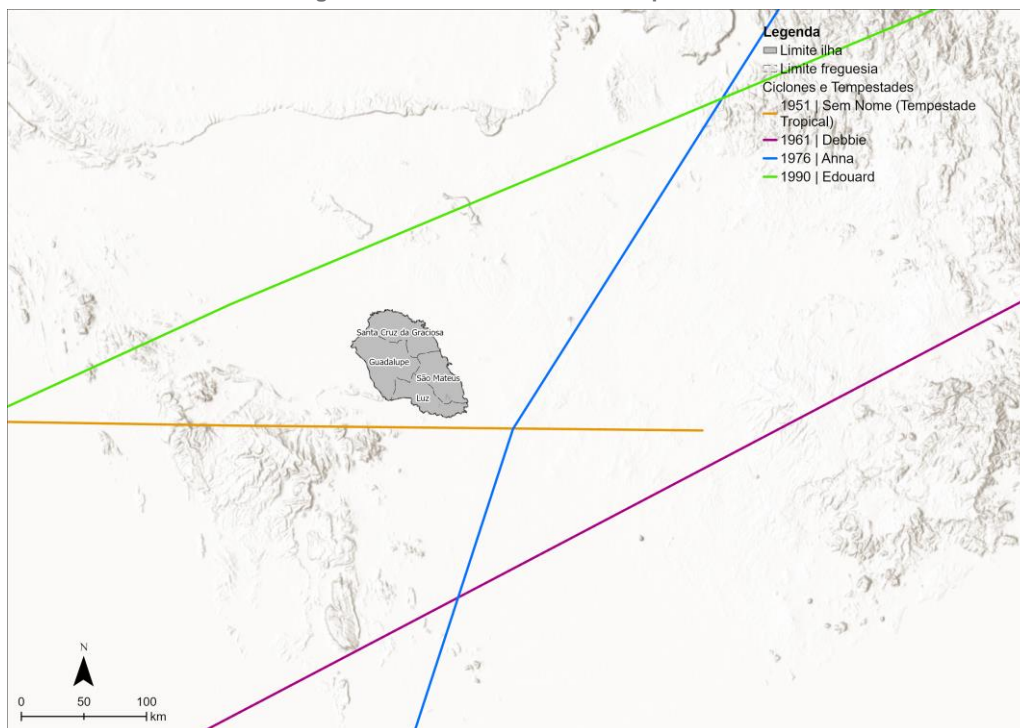 Legenda
Limite ilha
Limite freguesia
Ciclones e Tempestades
1951 | Sem Nome (Tempestade
Tropical)
1961 | Debbie
1976 | Anna
1990 | Edouard
Santa Cruz da Graciosa
Guadalupe
São Mateus
Luz
N
0 50 100
km